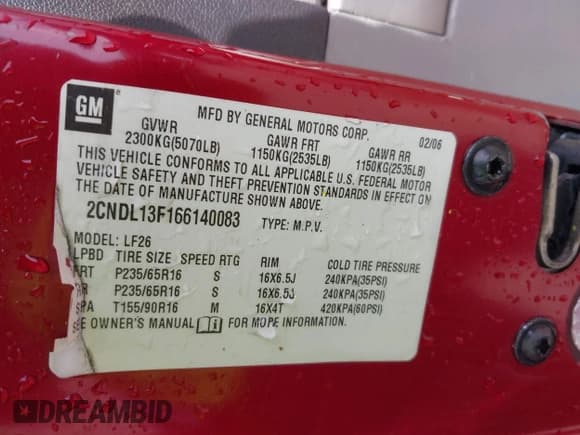 GM
®
MFD BY GENERAL MOTORS CORP. 02/06
GVWR GAWR FRT GAWR RR
2300KG(5070LB) 1150KG(2535LB) 1150KG(2535LB)
THIS VEHICLE CONFORMS TO ALL APPLICABLE U.S. FEDERAL MOTOR
VEHICLE SAFETY AND THEFT PREVENTION STANDARDS IN EFFECT ON
THE DATE OF MANUFACTURE SHOWN ABOVE.
2CNDL13F166140083 TYPE: M.P.V.
MODEL: LF26
LPBD TIRE SIZE SPEED RTG RIM COLD TIRE PRESSURE
FRT P235/65R16 S 16X6.5J 240KPA(35PSI)
RR P235/65R16 S 16X6.5J 240KPA(35PSI)
SPA T155/90R16 M 16X4T 420KPA(60PSI)
SEE OWNER'S MANUAL FOR MORE INFORMATION.
DREAMBID